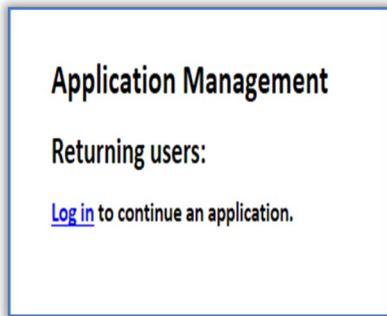 Application Management
Returning users:
Log in to continue an application.